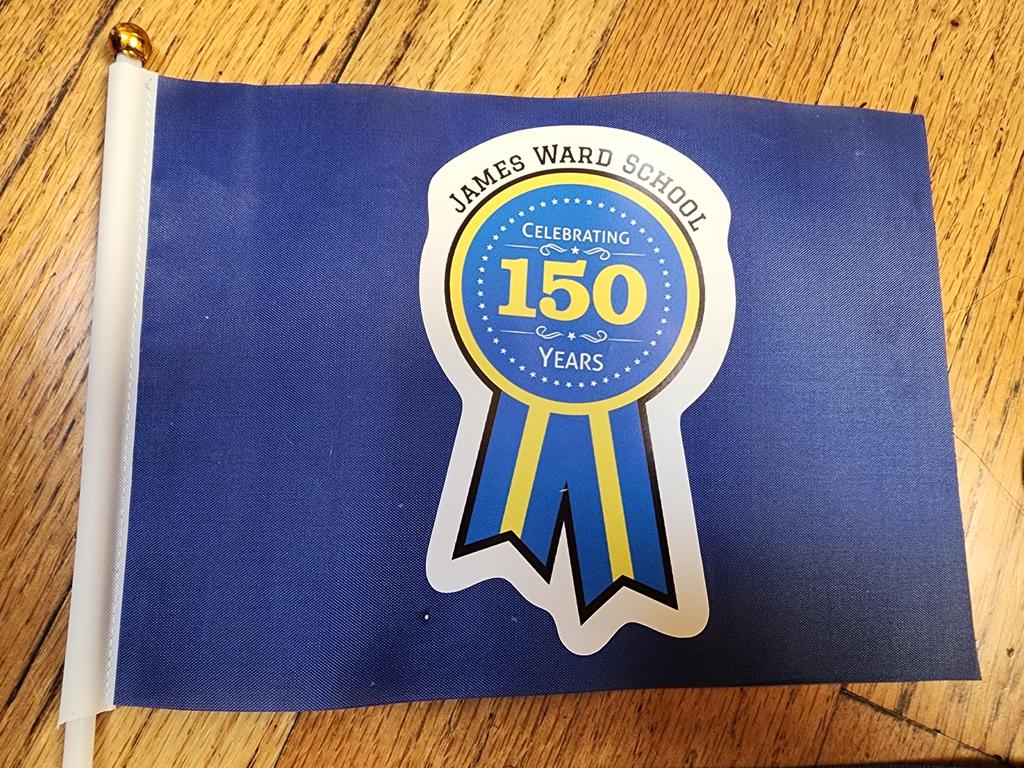 James Ward School
Celebrating
150
Years